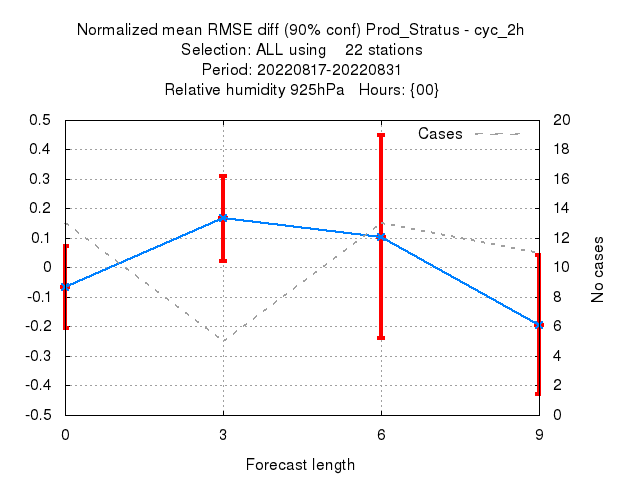 Normalized mean RMSE diff (90% conf) Prod_Stratus - cyc_2h
Selection: ALL using    22 stations
Period: 20220817-20220831
Relative humidity 925hPa   Hours: {00}
0.5
0.4
0.3
0.2
0.1
0
-0.1
-0.2
-0.3
-0.4
-0.5
Cases
20
18
16
14
12
10
8
6
4
2
0
No cases
0 3 6 9
Forecast length